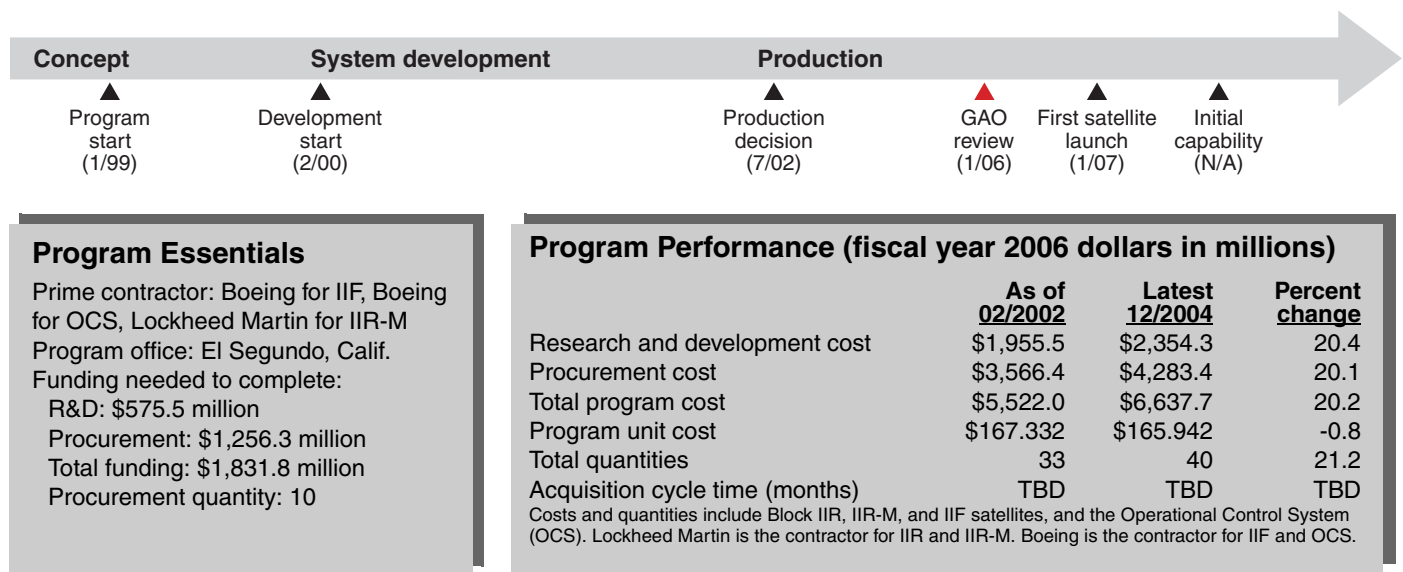 Concept System development Production
Program start (1/99)
Development start (2/00)
Production decision (7/02)
GAO review (1/06)
First satellite launch (1/07)
Initial capability (N/A)
Program Essentials
Prime contractor: Boeing for IIF, Boeing
for OCS, Lockheed Martin for IIR-M
Program office: El Segundo, Calif.
Funding needed to complete:
R&D: $575.5 million
Procurement: $1,256.3 million
Total funding: $1,831.8 million
Procurement quantity: 10
Program Performance (fiscal year 2006 dollars in millions)
As of Latest Percent
02/2002 12/2004 change
Research and development cost $1,955.5 $2,354.3 20.4
Procurement cost $3,566.4 $4,283.4 20.1
Total program cost $5,522.0 $6,637.7 20.2
Program unit cost $167.332 $165.942 -0.8
Total quantities 33 40 21.2
Acquisition cycle time (months) TBD TBD TBD
Costs and quantities include Block IIR, IIR-M, and IIF satellites, and the Operational Control System
(OCS). Lockheed Martin is the contractor for IIR and IIR-M. Boeing is the contractor for IIF and OCS.